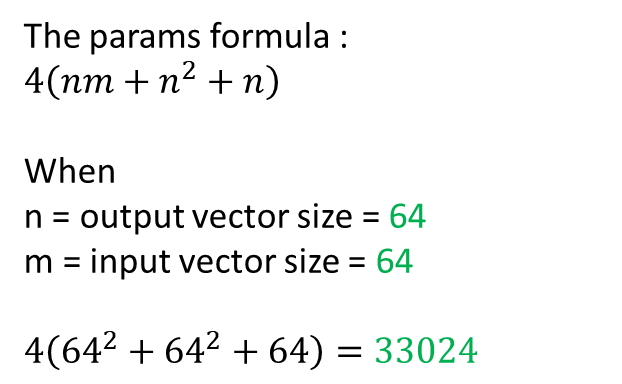 The params formula :
4(nm + n² + n)
When
n = output vector size = 64
m = input vector size = 64
4(64² + 64² + 64) = 33024